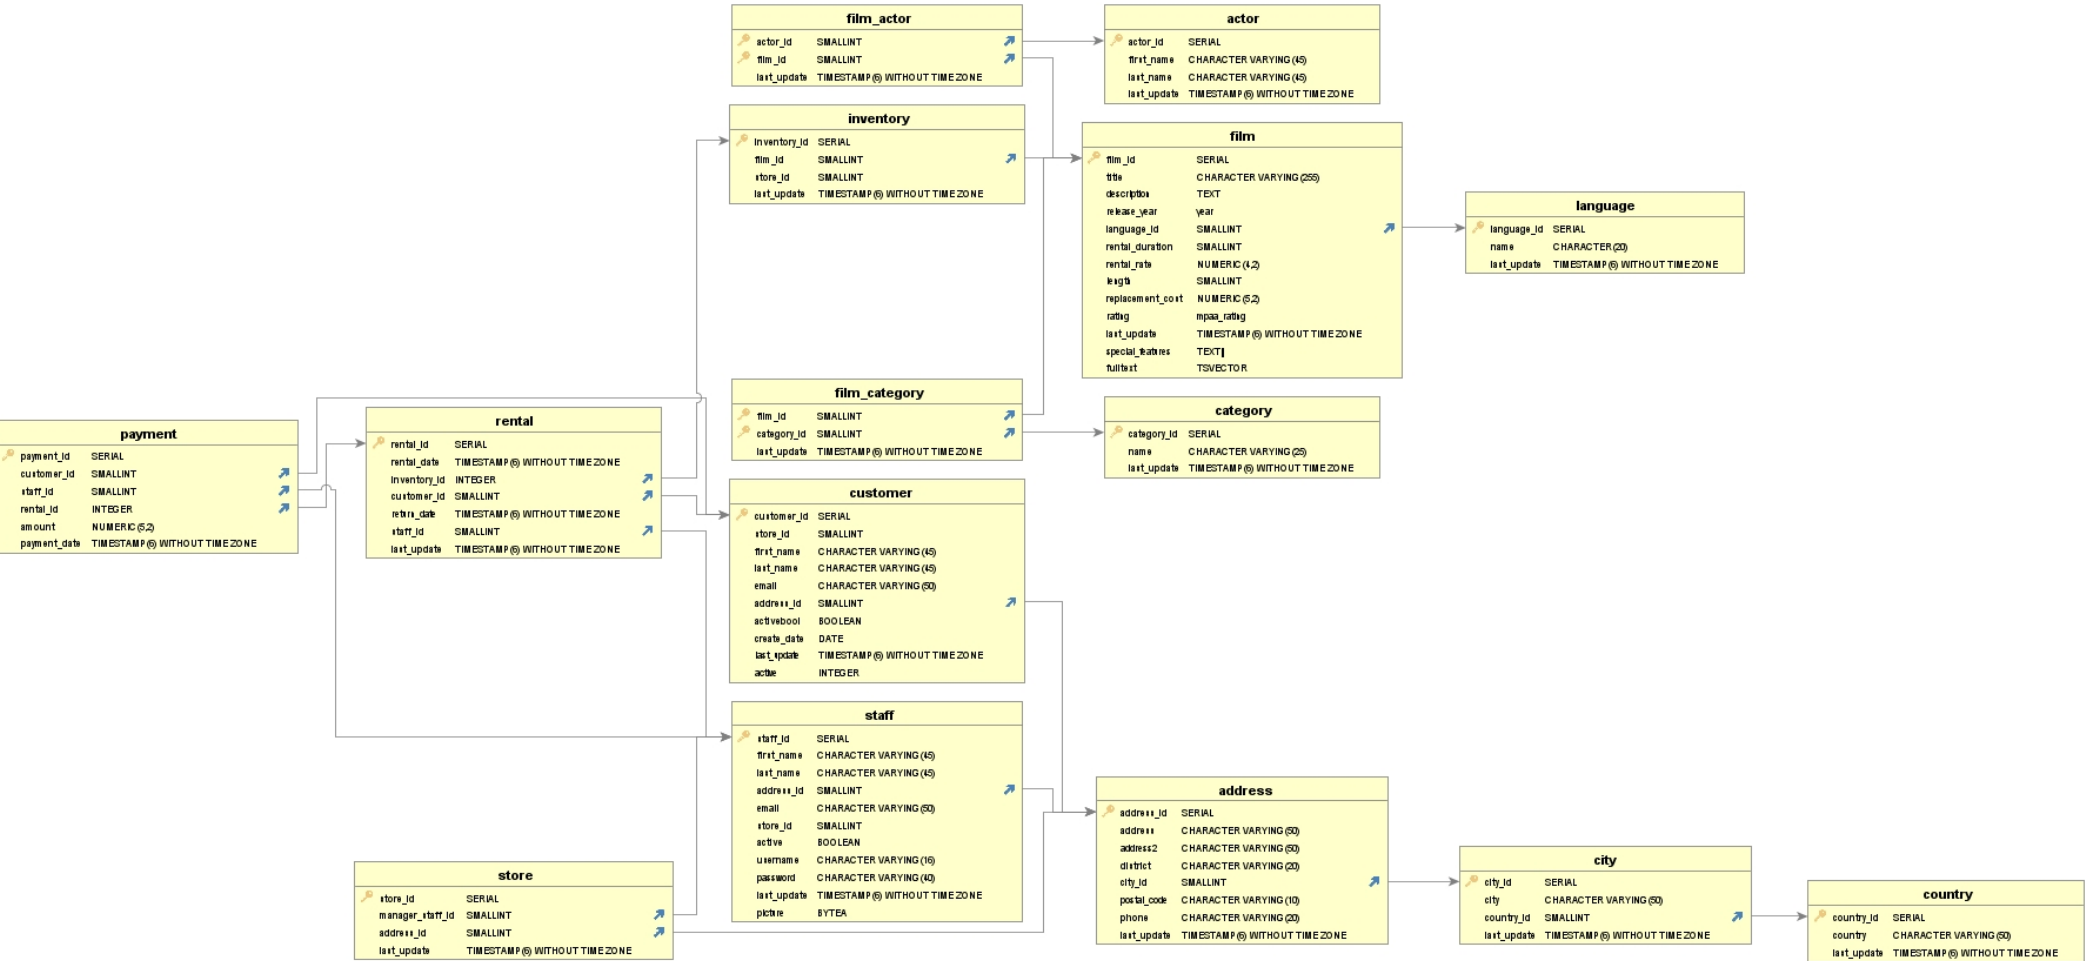 film_actor
actor_id SMALLINT
film_id SMALLINT
last_update TIMESTAMP(6) WITHOUT TIME ZONE
actor
actor_id SERIAL
first_name CHARACTER VARYING(45)
last_name CHARACTER VARYING(45)
last_update TIMESTAMP(6) WITHOUT TIME ZONE
inventory
inventory_id SERIAL
film_id SMALLINT
store_id SMALLINT
last_update TIMESTAMP(6) WITHOUT TIME ZONE
film
film_id SERIAL
title CHARACTER VARYING(255)
description TEXT
release_year year
language_id SMALLINT
rental_duration SMALLINT
rental_rate NUMERIC(4,2)
length SMALLINT
replacement_cost NUMERIC(5,2)
rating mpaa_rating
last_update TIMESTAMP(6) WITHOUT TIME ZONE
special_features TEXT[]
fulltext TSVECTOR
language
language_id SERIAL
name CHARACTER(20)
last_update TIMESTAMP(6) WITHOUT TIME ZONE
film_category
film_id SMALLINT
category_id SMALLINT
last_update TIMESTAMP(6) WITHOUT TIME ZONE
category
category_id SERIAL
name CHARACTER VARYING(25)
last_update TIMESTAMP(6) WITHOUT TIME ZONE
payment
payment_id SERIAL
customer_id SMALLINT
staff_id SMALLINT
rental_id INTEGER
amount NUMERIC(5,2)
payment_date TIMESTAMP(6) WITHOUT TIME ZONE
rental
rental_id SERIAL
rental_date TIMESTAMP(6) WITHOUT TIME ZONE
inventory_id INTEGER
customer_id SMALLINT
return_date TIMESTAMP(6) WITHOUT TIME ZONE
staff_id SMALLINT
last_update TIMESTAMP(6) WITHOUT TIME ZONE
customer
customer_id SERIAL
store_id SMALLINT
first_name CHARACTER VARYING(45)
last_name CHARACTER VARYING(45)
email CHARACTER VARYING(50)
address_id SMALLINT
activebool BOOLEAN
create_date DATE
last_update TIMESTAMP(6) WITHOUT TIME ZONE
active INTEGER
staff
staff_id SERIAL
first_name CHARACTER VARYING(45)
last_name CHARACTER VARYING(45)
address_id SMALLINT
email CHARACTER VARYING(50)
store_id SMALLINT
active BOOLEAN
username CHARACTER VARYING(16)
password CHARACTER VARYING(40)
last_update TIMESTAMP(6) WITHOUT TIME ZONE
picture BYTEA
store
store_id SERIAL
manager_staff_id SMALLINT
address_id SMALLINT
last_update TIMESTAMP(6) WITHOUT TIME ZONE
address
address_id SERIAL
address CHARACTER VARYING(50)
address2 CHARACTER VARYING(50)
district CHARACTER VARYING(20)
city_id SMALLINT
postal_code CHARACTER VARYING(10)
phone CHARACTER VARYING(20)
last_update TIMESTAMP(6) WITHOUT TIME ZONE
city
city_id SERIAL
city CHARACTER VARYING(50)
country_id SMALLINT
last_update TIMESTAMP(6) WITHOUT TIME ZONE
country
country_id SERIAL
country CHARACTER VARYING(50)
last_update TIMESTAMP(6) WITHOUT TIME ZONE